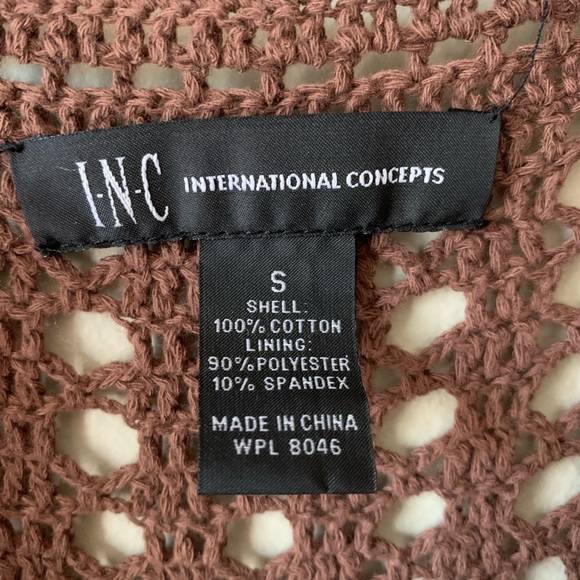 I·N·C INTERNATIONAL CONCEPTS
S
SHELL:
100% COTTON
LINING:
90% POLYESTER
10% SPANDEX
MADE IN CHINA
WPL 8046